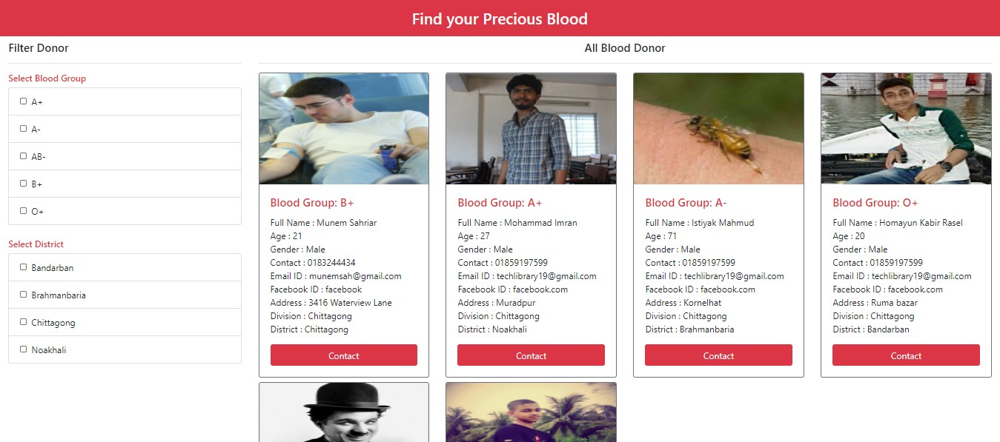 Find your Precious Blood
Filter Donor
Select Blood Group
A+
A-
AB-
B+
O+
Select District
Bandarban
Brahmanbaria
Chittagong
Noakhali
All Blood Donor
Blood Group: B+
Full Name : Munem Sahriar
Age : 21
Gender : Male
Contact : 0183244434
Email ID : munemsah@gmail.com
Facebook ID : facebook
Address : 3416 Waterview Lane
Division : Chittagong
District : Chittagong
Contact
Blood Group: A+
Full Name : Mohammad Imran
Age : 27
Gender : Male
Contact : 01859197599
Email ID : techlibrary19@gmail.com
Facebook ID : facebook.com
Address : Muradpur
Division : Chittagong
District : Noakhali
Contact
Blood Group: A-
Full Name : Istiyak Mahmud
Age : 71
Gender : Male
Contact : 01859197599
Email ID : techlibrary19@gmail.com
Facebook ID : facebook.com
Address : Kornelhat
Division : Chittagong
District : Brahmanbaria
Contact
Blood Group: O+
Full Name : Homayun Kabir Rasel
Age : 20
Gender : Male
Contact : 01859197599
Email ID : techlibrary19@gmail.com
Facebook ID : facebook.com
Address : Ruma bazar
Division : Chittagong
District : Bandarban
Contact